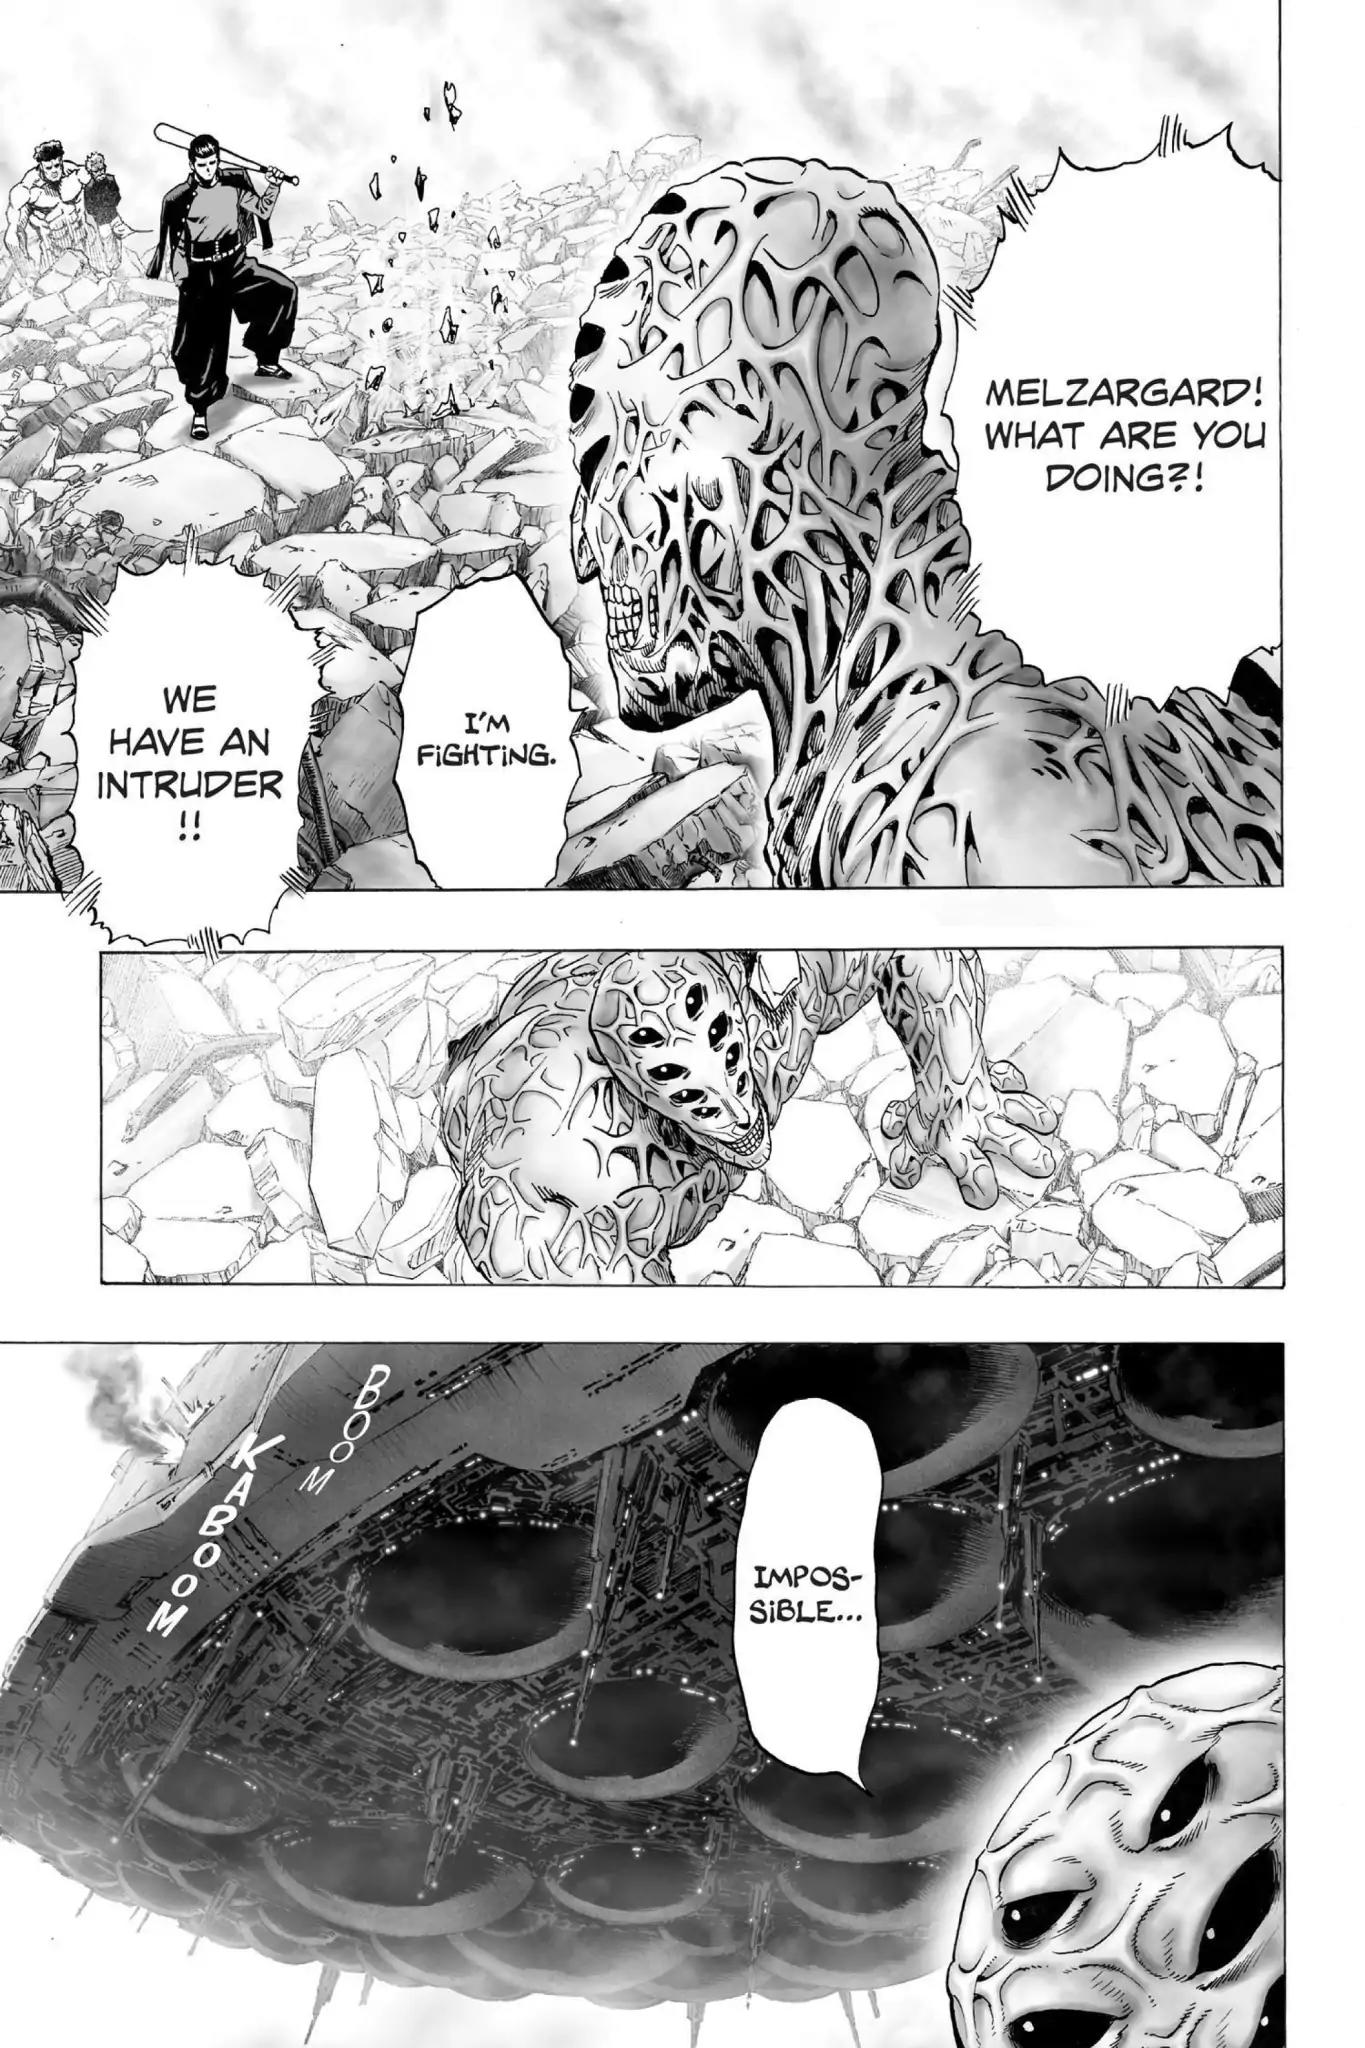 MELZARGARD!
WHAT ARE YOU
DOING?!
I'M
FIGHTING.
WE
HAVE AN
INTRUDER
!!
BOOM
KABOOM
IMPOS-
SIBLE...